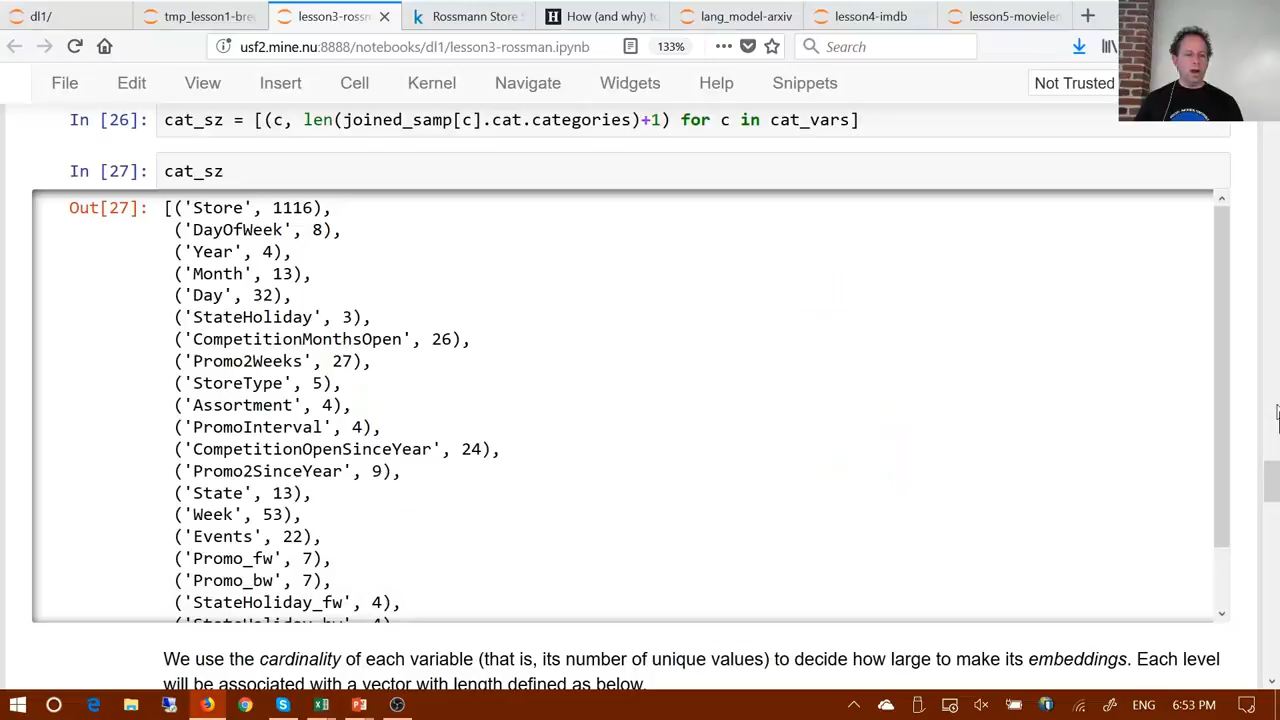 dl1/
tmp_lesson1-bre
lesson3-rossm
Rossmann Store
How (and why) to
lang_model-arxiv
lesson4-imdb
lesson5-movielen
usf2.mine.nu:8888/notebooks/dl1/lesson3-rossman.ipynb
133%
Search
File Edit View Insert Cell Kernel Navigate Widgets Help Snippets
Not Trusted
In [26]: cat_sz = [(c, len(joined_samp[c].cat.categories)+1) for c in cat_vars]
In [27]: cat_sz
Out[27]: [('Store', 1116),
('DayOfWeek', 8),
('Year', 4),
('Month', 13),
('Day', 32),
('StateHoliday', 3),
('CompetitionMonthsOpen', 26),
('Promo2Weeks', 27),
('StoreType', 5),
('Assortment', 4),
('PromoInterval', 4),
('CompetitionOpenSinceYear', 24),
('Promo2SinceYear', 9),
('State', 13),
('Week', 53),
('Events', 22),
('Promo_fw', 7),
('Promo_bw', 7),
('StateHoliday_fw', 4),
('StateHoliday_bw', 4)
We use the cardinality of each variable (that is, its number of unique values) to decide how large to make its embeddings. Each level
will be associated with a vector with length defined as below.
ENG
6:53 PM